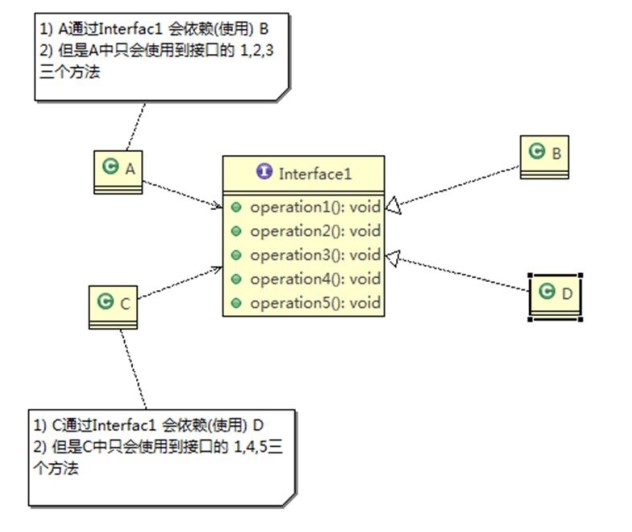 1) A通过Interfac1 会依赖(使用) B
2) 但是A中只会使用到接口的 1,2,3
三个方法
C A
I Interface1
C B
operation1(): void
operation2(): void
operation3(): void
operation4(): void
operation5(): void
C C
C D
1) C通过Interfac1 会依赖(使用) D
2) 但是C中只会使用到接口的 1,4,5三
个方法